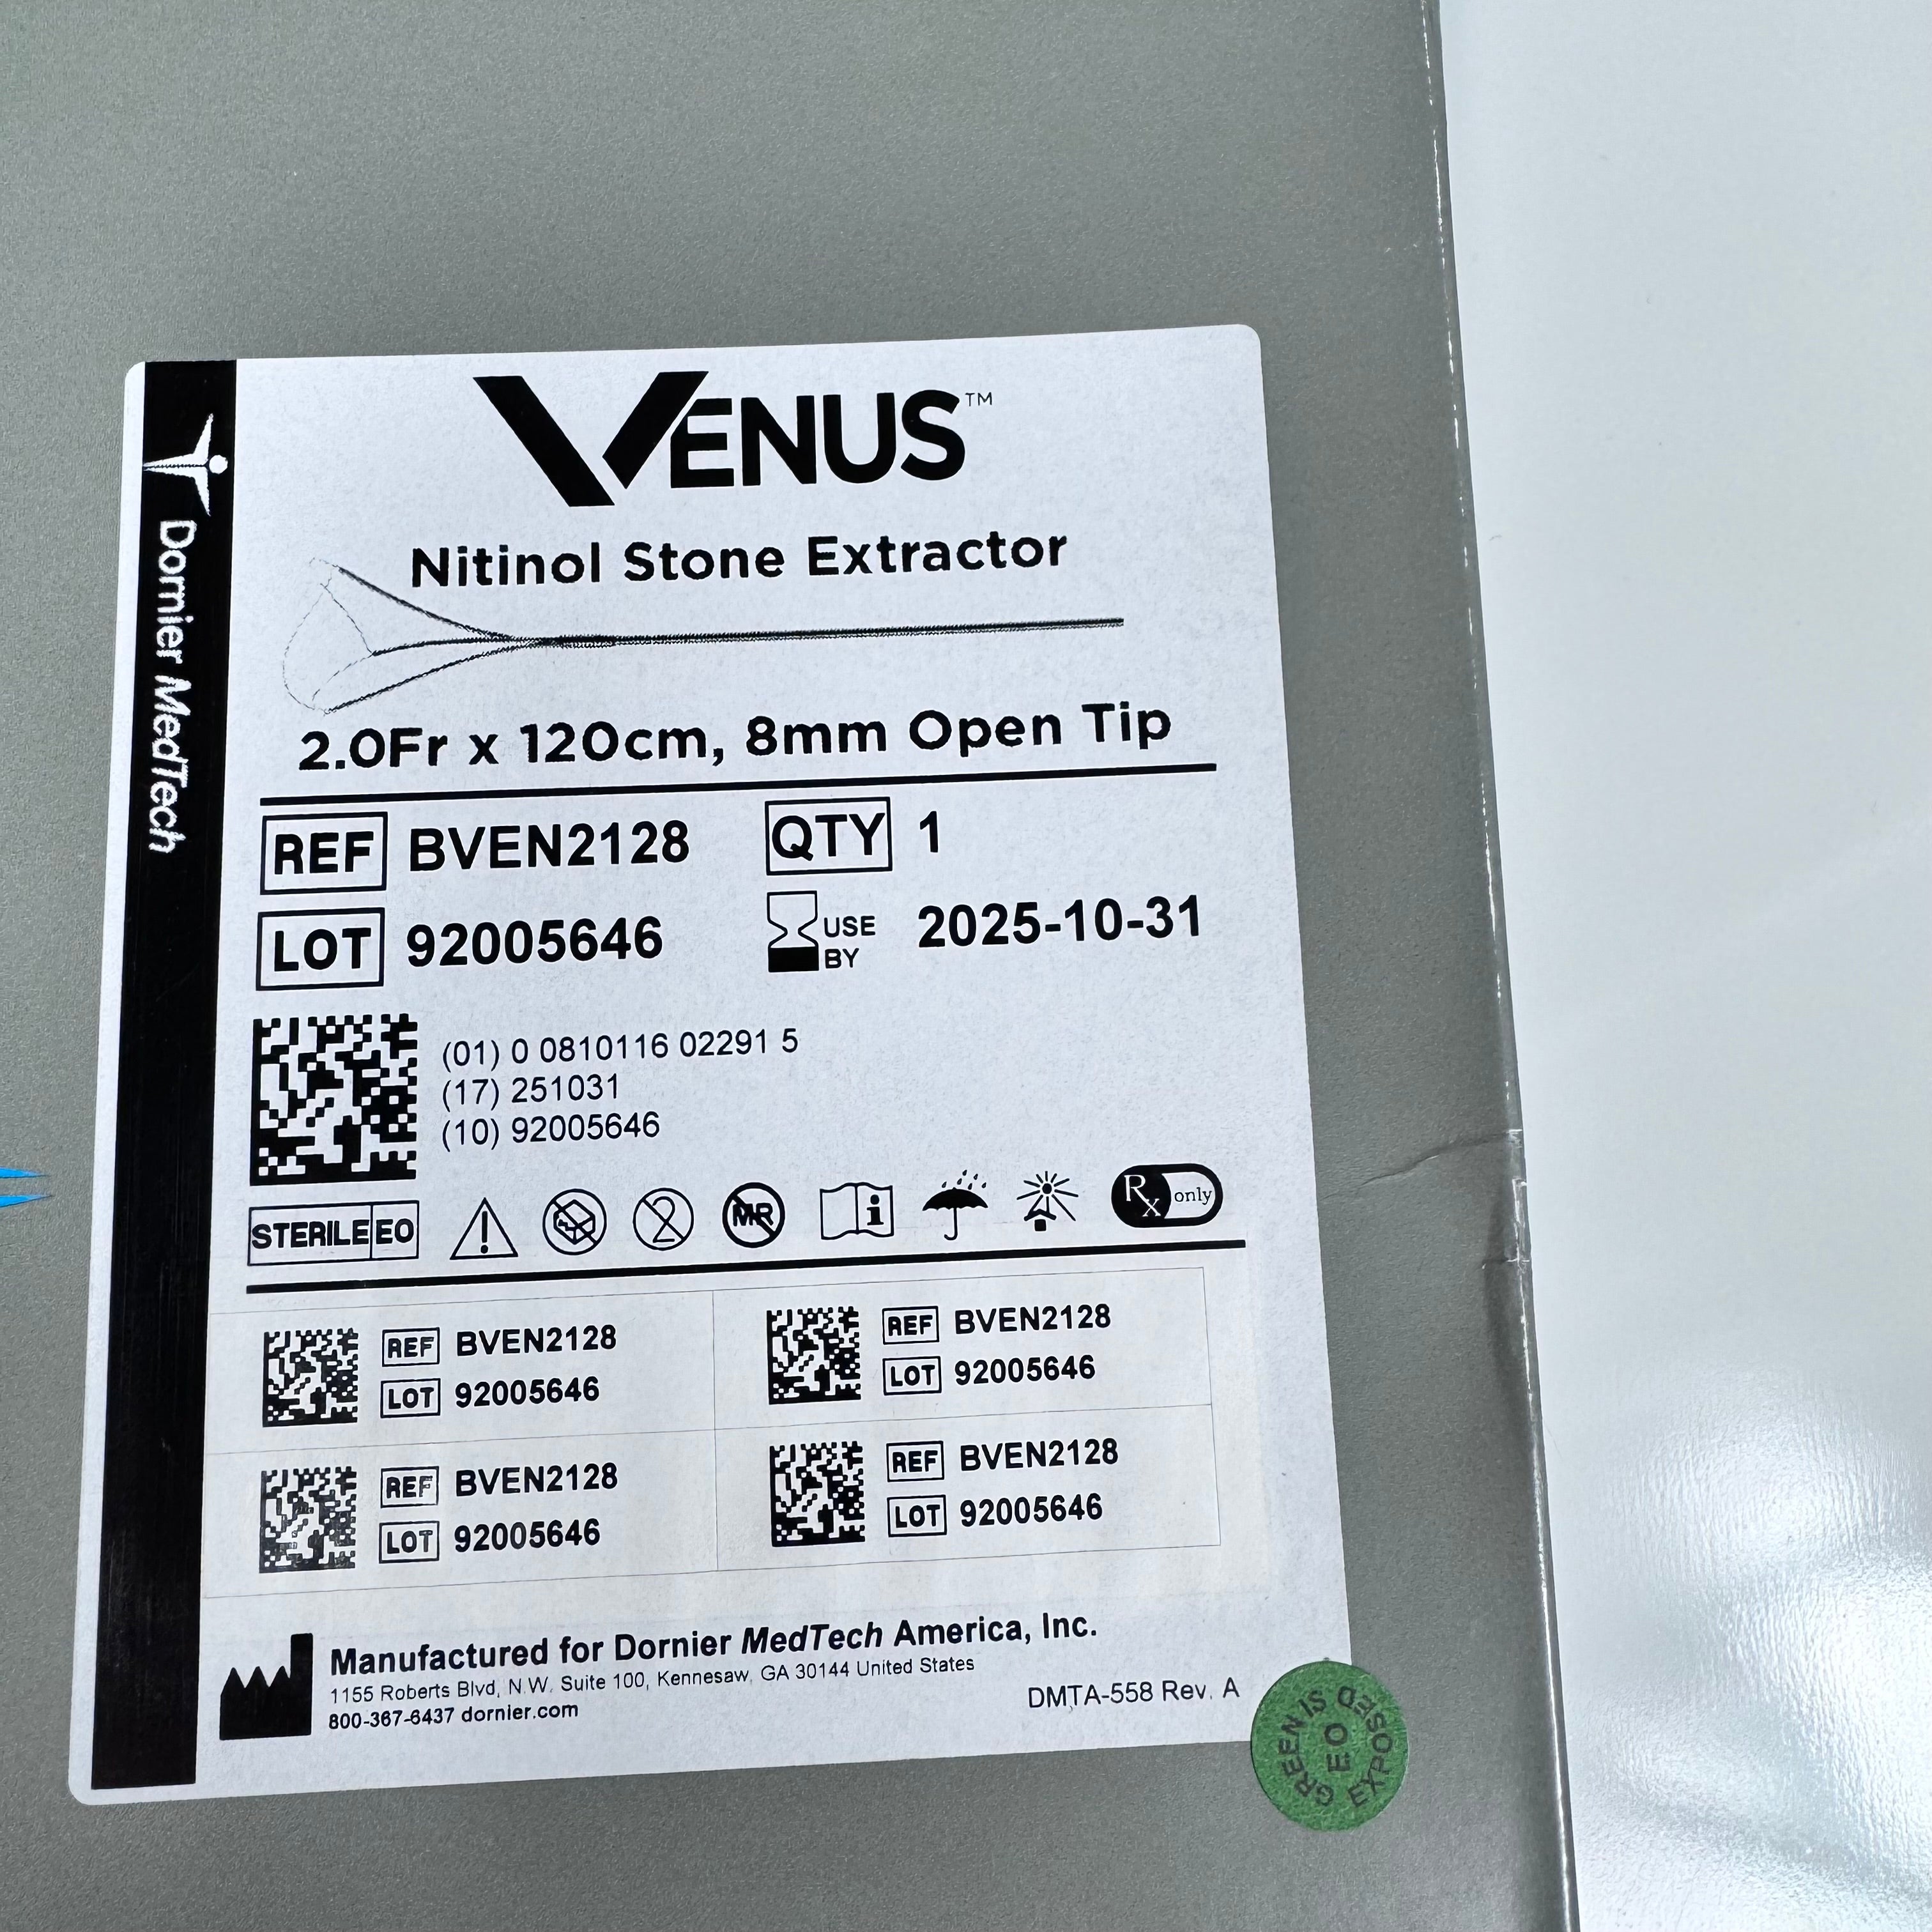 Dornier MedTech
VENUS™
Nitinol Stone Extractor
2.0Fr x 120cm, 8mm Open Tip
REF BVEN2128 QTY 1
LOT 92005646 USE BY 2025-10-31
(01) 0 0810116 02291 5
(17) 251031
(10) 92005646
STERILE EO 2 MR i Rx only
REF BVEN2128 REF BVEN2128
LOT 92005646 LOT 92005646
REF BVEN2128 REF BVEN2128
LOT 92005646 LOT 92005646
Manufactured for Dornier MedTech America, Inc.
1155 Roberts Blvd, N.W. Suite 100, Kennesaw, GA 30144 United States
800-367-6437 dornier.com
DMTA-558 Rev. A
GREEN IS EO EXPOSED